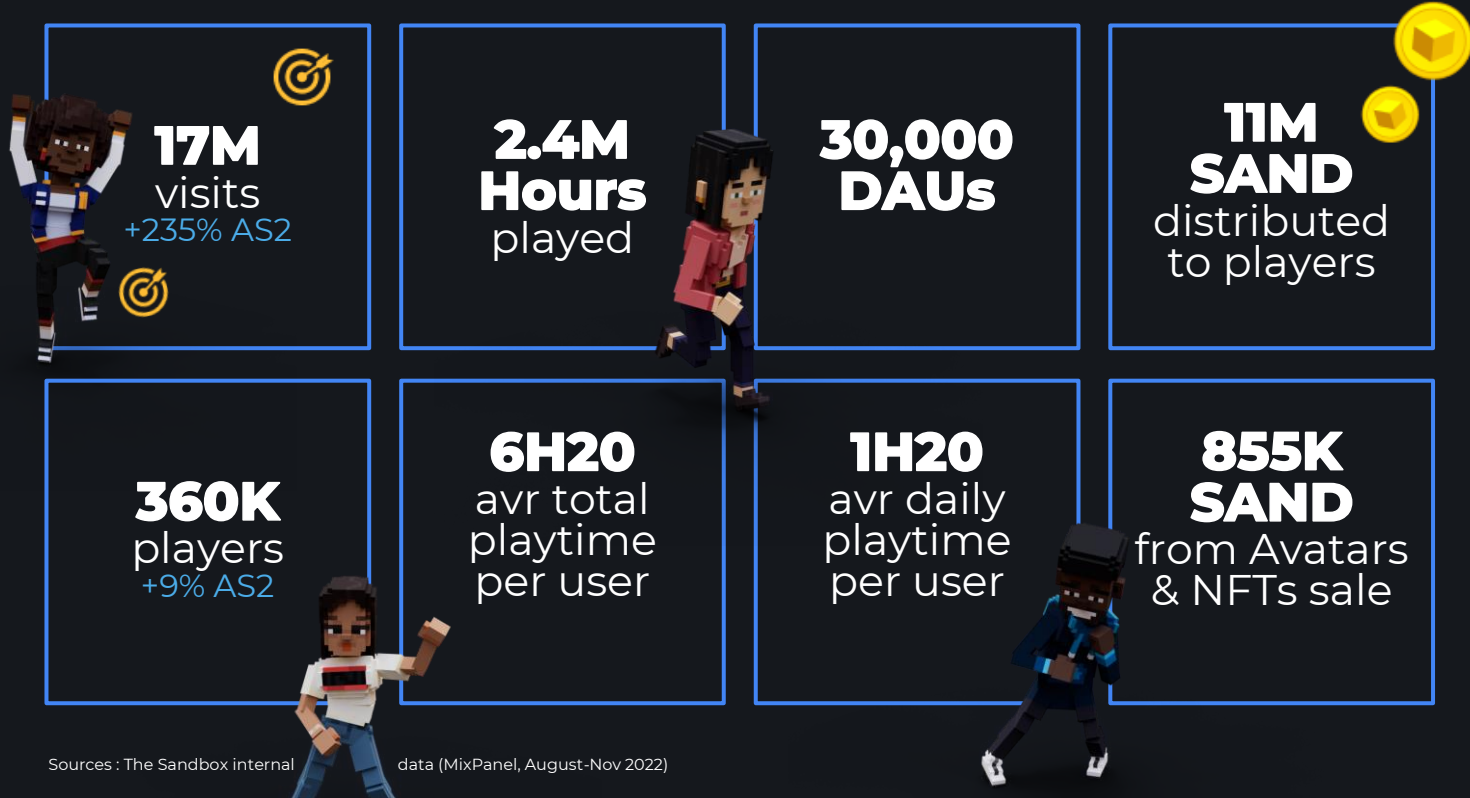 17M
visits
+235% AS2
2.4M
Hours
played
30,000
DAUs
11M
SAND
distributed
to players
360K
players
+9% AS2
6H20
avr total
playtime
per user
1H20
avr daily
playtime
per user
855K
SAND
from Avatars
& NFTs sale
Sources : The Sandbox internal data (MixPanel, August-Nov 2022)